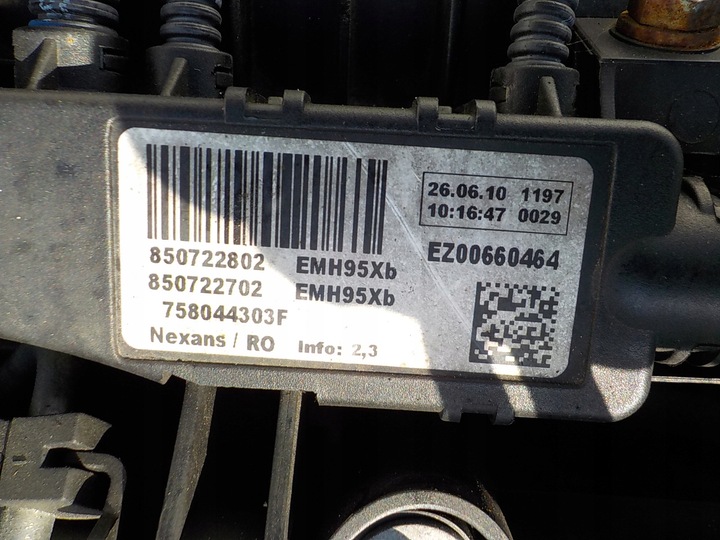 26.06.10 1197
10:16:47 0029
850722802 EMH95Xb
850722702 EMH95Xb
758044303F
Nexans / RO Info: 2,3
EZ00660464